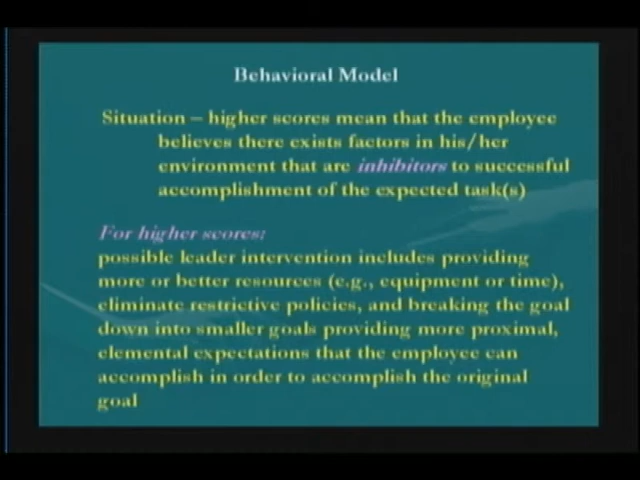 Behavioral Model
Situation – higher scores mean that the employee
believes there exists factors in his/her
environment that are inhibitors to successful
accomplishment of the expected task(s)
For higher scores:
possible leader intervention includes providing
more or better resources (e.g., equipment or time),
eliminate restrictive policies, and breaking the goal
down into smaller goals providing more proximal,
elemental expectations that the employee can
accomplish in order to accomplish the original
goal